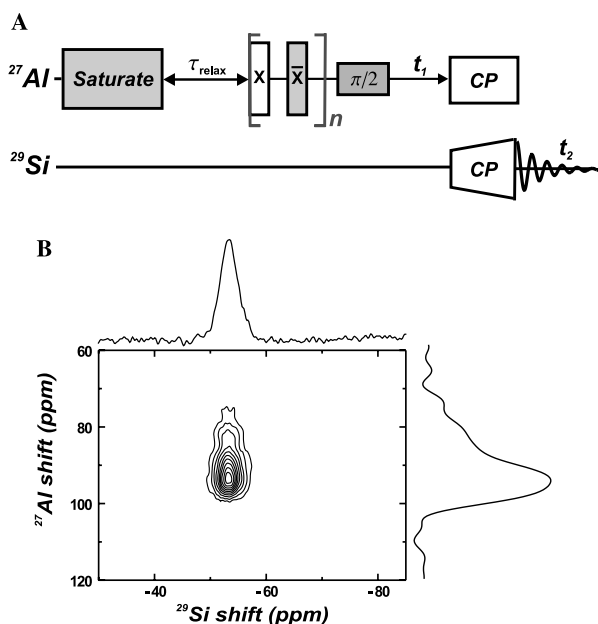 A
²⁷Al
Saturate
τrelax
X
X̄
n
π/2
t₁
CP
²⁹Si
CP
t₂
B
60
80
100
120
²⁷Al shift (ppm)
-40
-60
-80
²⁹Si shift (ppm)